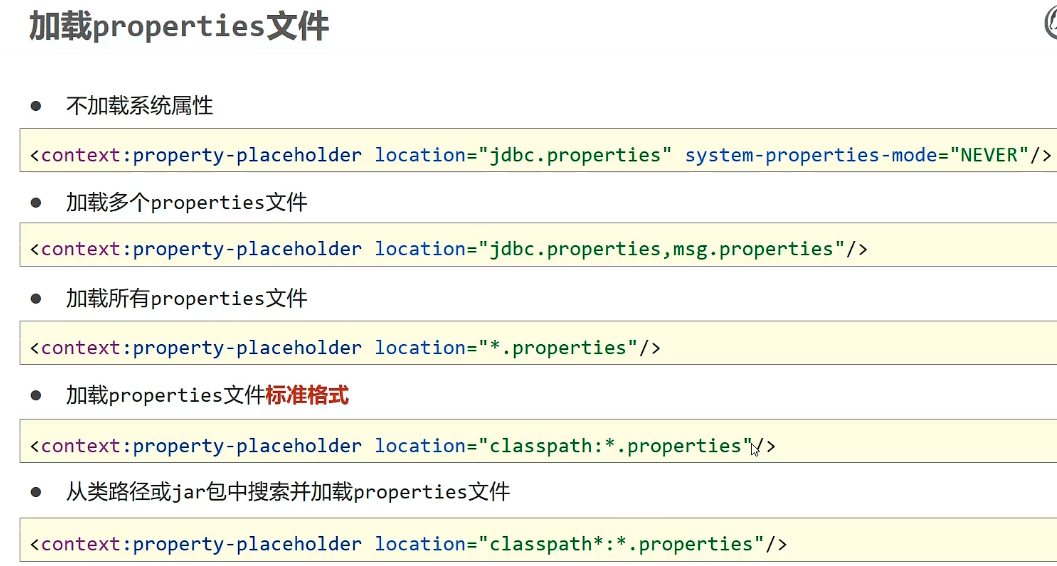 加载properties文件
● 不加载系统属性
<context:property-placeholder location="jdbc.properties" system-properties-mode="NEVER"/>
● 加载多个properties文件
<context:property-placeholder location="jdbc.properties,msg.properties"/>
● 加载所有properties文件
<context:property-placeholder location="*.properties"/>
● 加载properties文件标准格式
<context:property-placeholder location="classpath:*.properties"/>
● 从类路径或jar包中搜索并加载properties文件
<context:property-placeholder location="classpath*:*.properties"/>